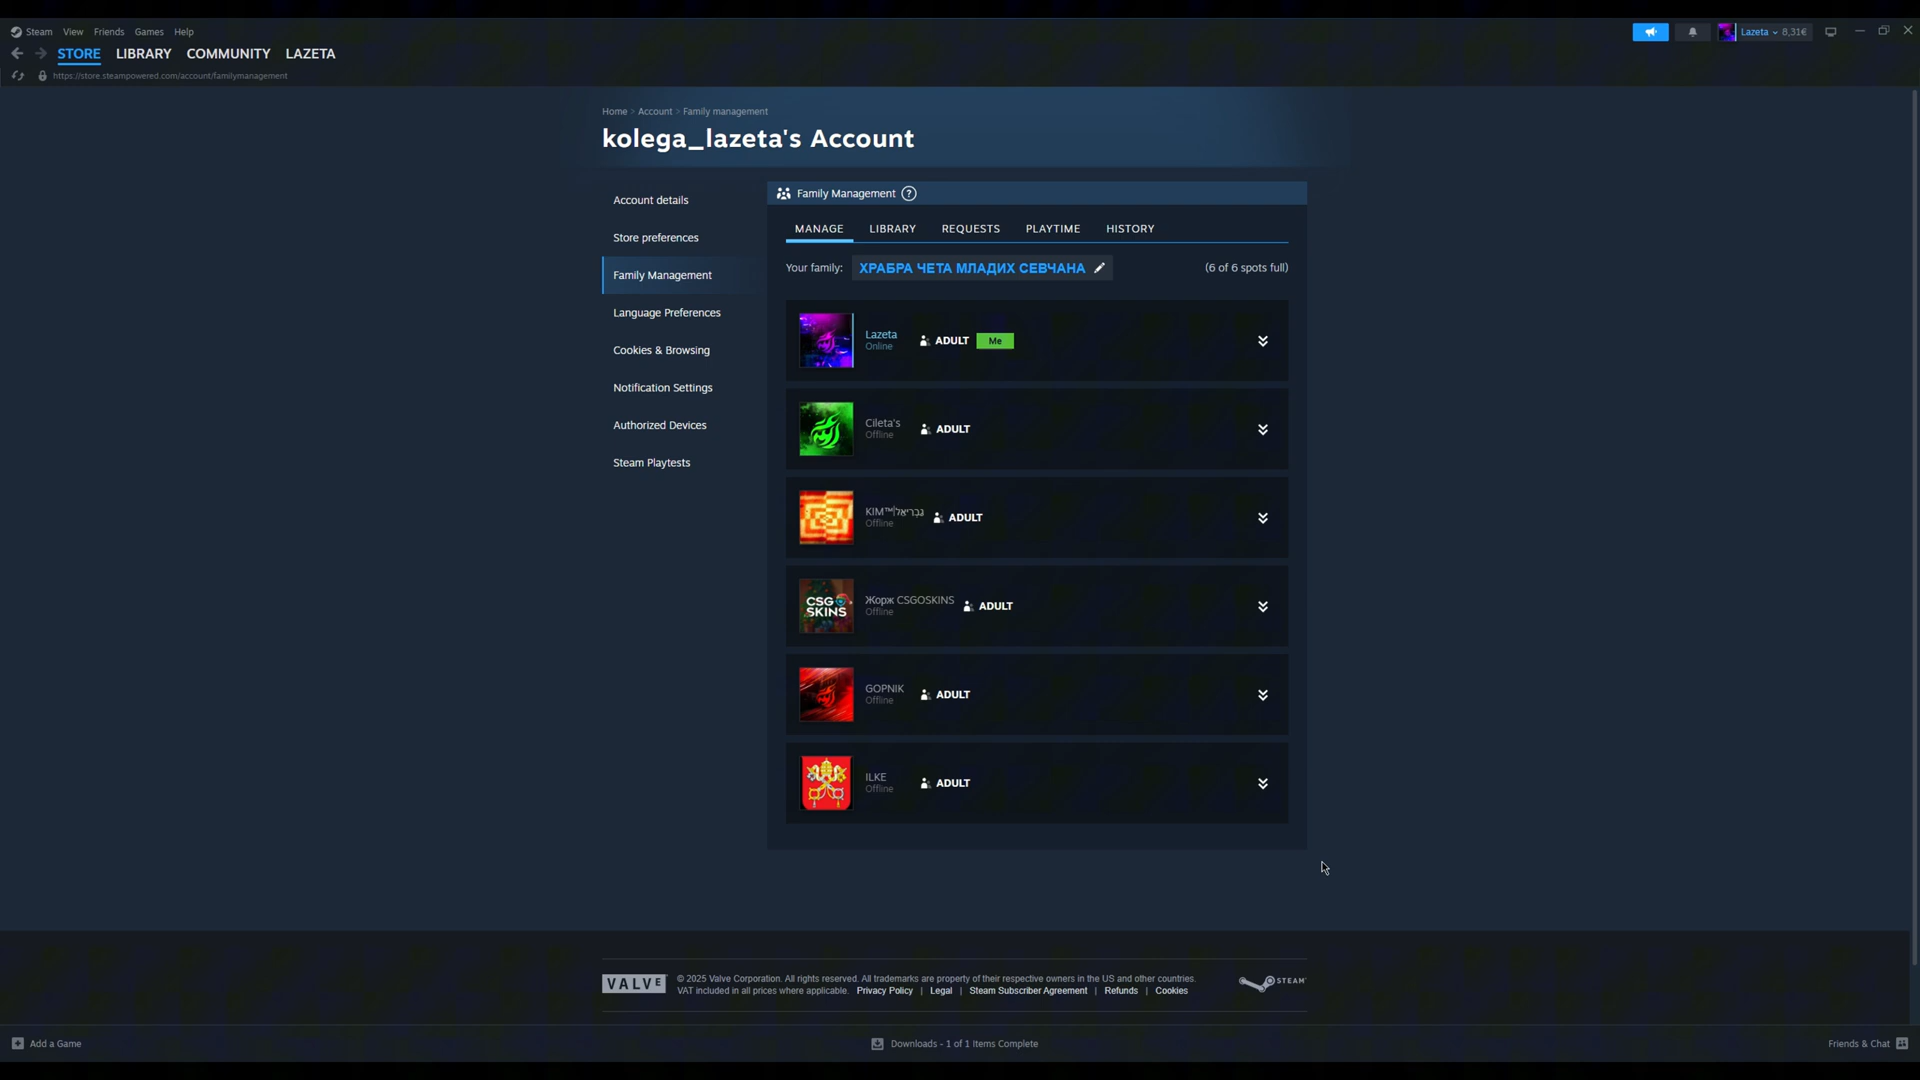 Steam View Friends Games Help
Lazeta 8,31€
STORE LIBRARY COMMUNITY LAZETA
https://store.steampowered.com/account/familymanagement
Home > Account > Family management
kolega_lazeta's Account
Account details
Store preferences
Family Management
Language Preferences
Cookies & Browsing
Notification Settings
Authorized Devices
Steam Playtests
Family Management ?
MANAGE LIBRARY REQUESTS PLAYTIME HISTORY
Your family: ХРАБРА ЧЕТА МЛАДИХ СЕВЧАНА (6 of 6 spots full)
Lazeta
Online
ADULT Me
Cileta's
Offline
ADULT
KIM™|גַבְרִיאֵל
Offline
ADULT
CSG SKINS
Жорж CSGOSKINS
Offline
ADULT
GOPNIK
Offline
ADULT
ILKE
Offline
ADULT
VALVE
© 2025 Valve Corporation. All rights reserved. All trademarks are property of their respective owners in the US and other countries.
VAT included in all prices where applicable. Privacy Policy | Legal | Steam Subscriber Agreement | Refunds | Cookies
STEAM
Add a Game
Downloads - 1 of 1 Items Complete
Friends & Chat